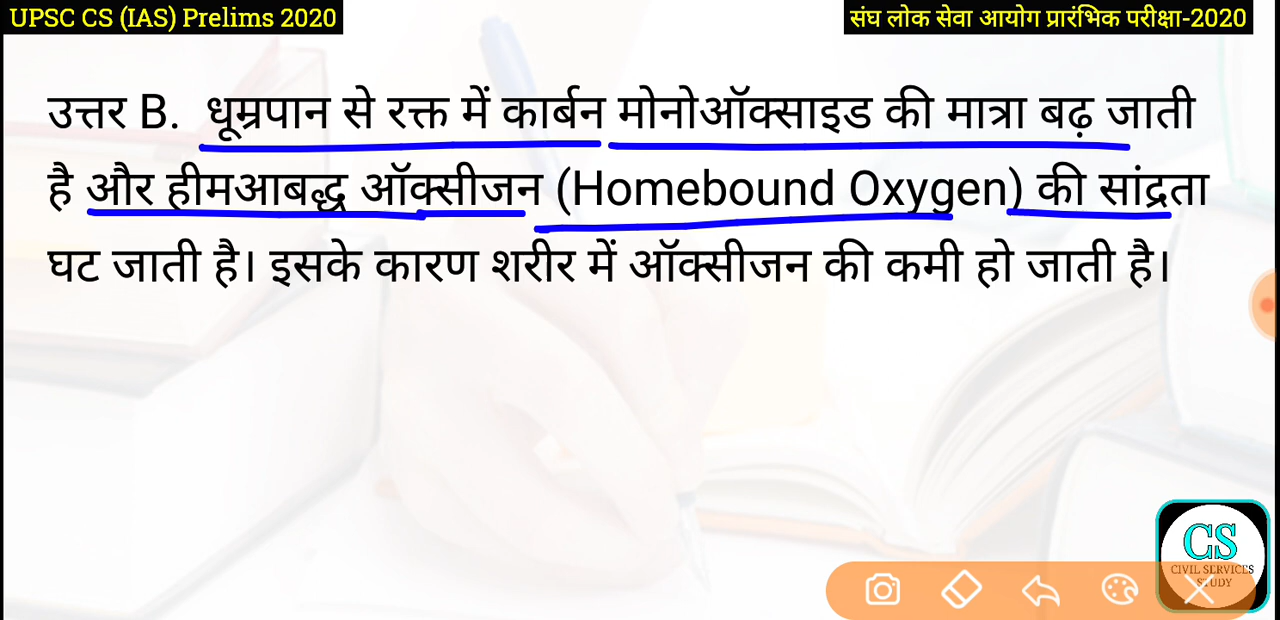 UPSC CS (IAS) Prelims 2020
संघ लोक सेवा आयोग प्रारंभिक परीक्षा-2020
उत्तर B. धूम्रपान से रक्त में कार्बन मोनोऑक्साइड की मात्रा बढ़ जाती
है और हीमआबद्ध ऑक्सीजन (Homebound Oxygen) की सांद्रता
घट जाती है। इसके कारण शरीर में ऑक्सीजन की कमी हो जाती है।
CS
CIVIL SERVICES
STUDY